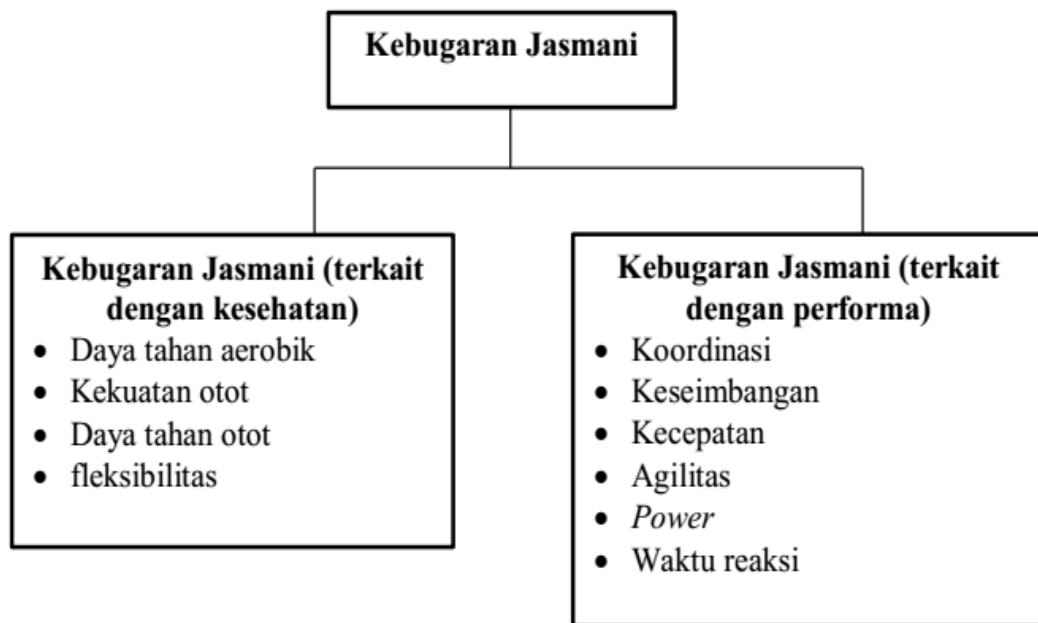 Kebugaran Jasmani
Kebugaran Jasmani (terkait
dengan kesehatan)
• Daya tahan aerobik
• Kekuatan otot
• Daya tahan otot
• fleksibilitas
Kebugaran Jasmani (terkait
dengan performa)
• Koordinasi
• Keseimbangan
• Kecepatan
• Agilitas
• Power
• Waktu reaksi